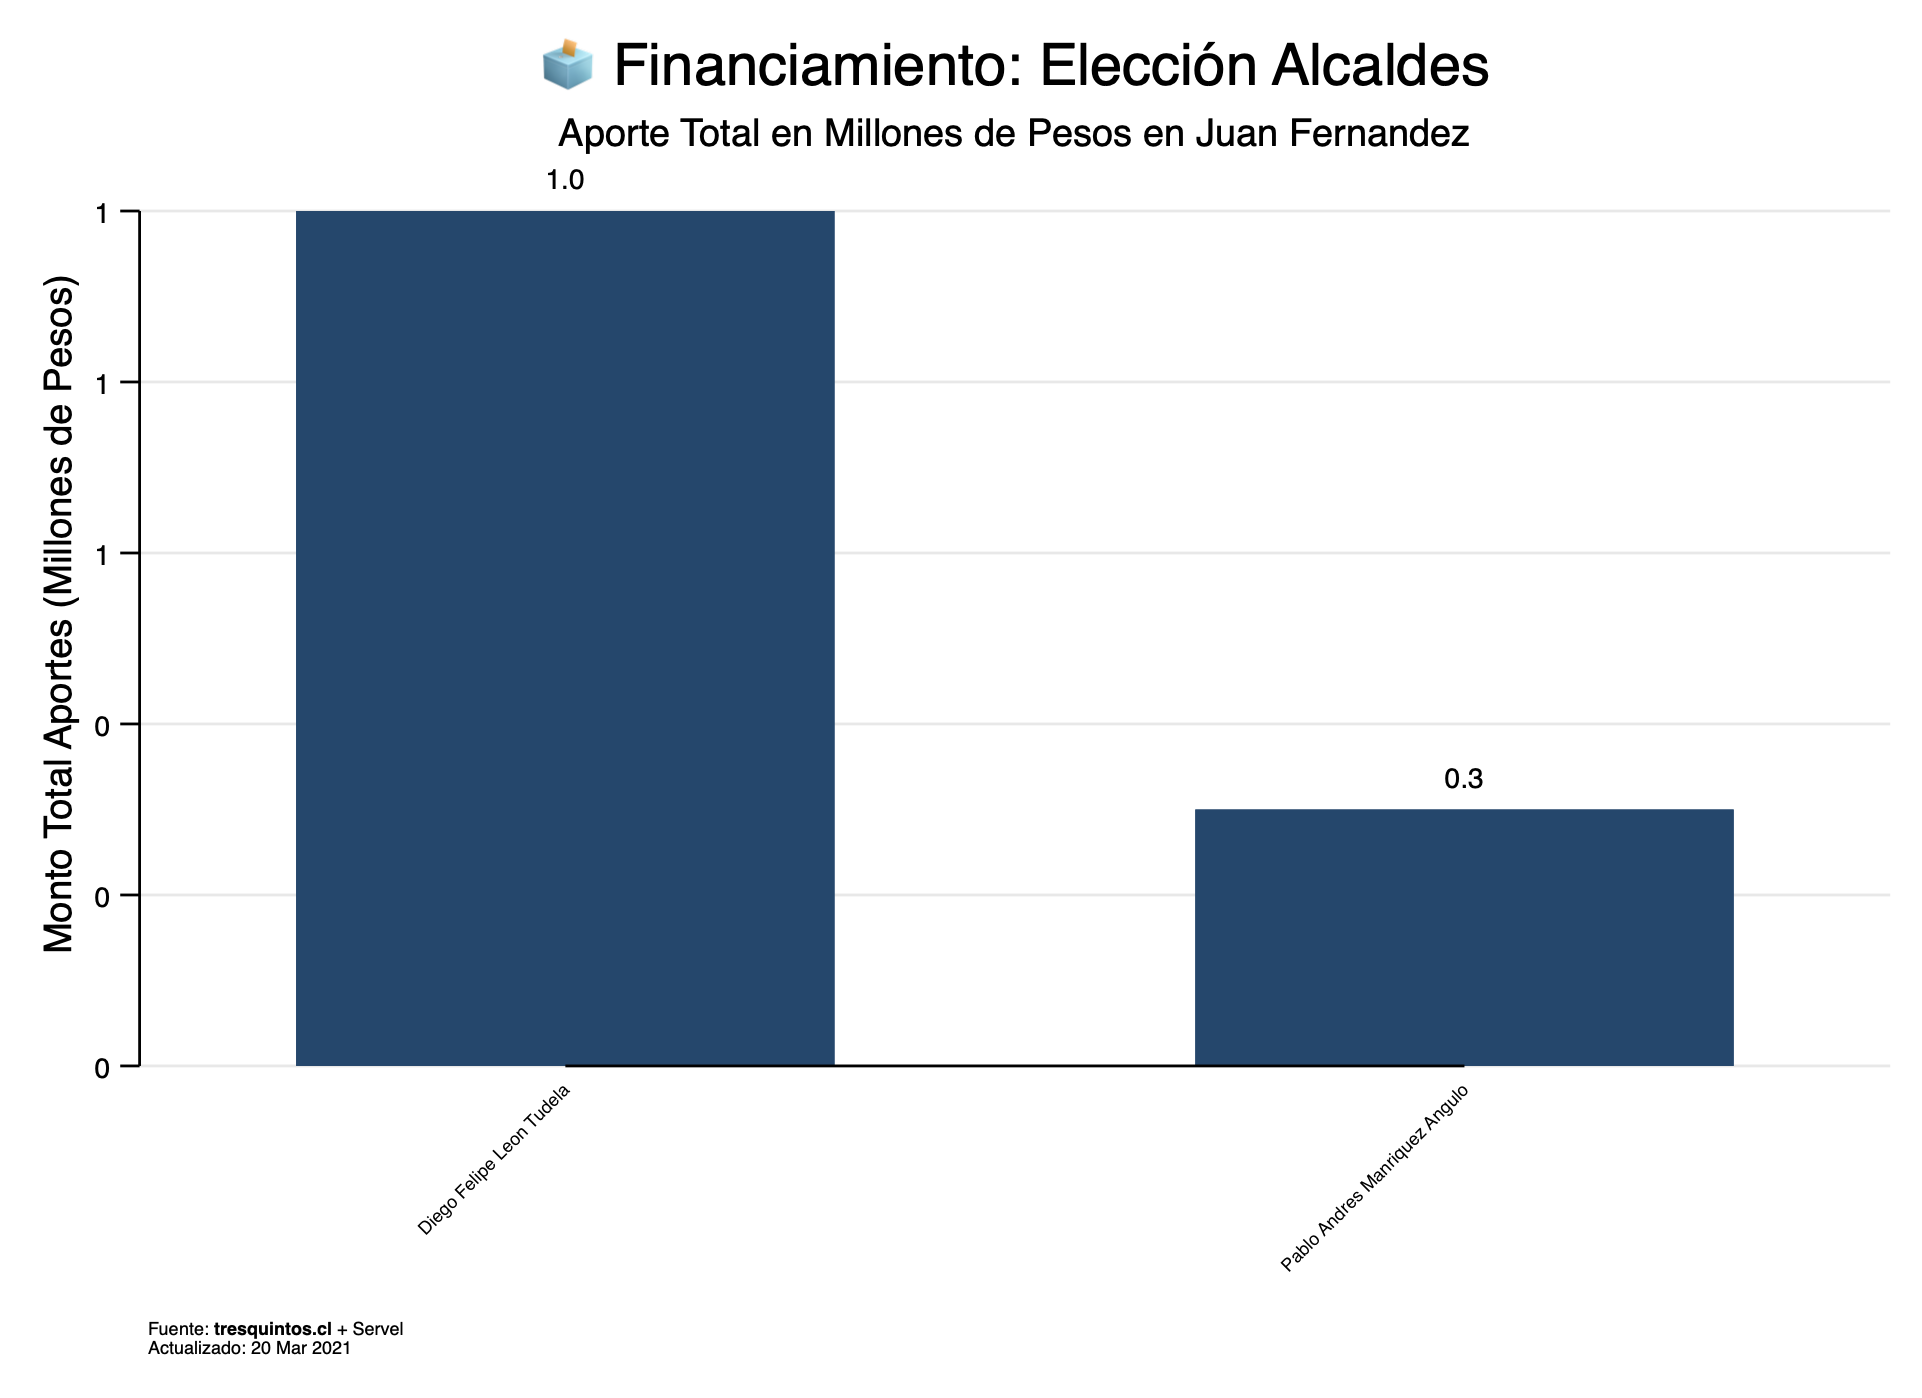 Financiamiento: Elección Alcaldes
Aporte Total en Millones de Pesos en Juan Fernandez
1.0
1
1
1
0
0.3
0
0
Monto Total Aportes (Millones de Pesos)
Diego Felipe Leon Tudela
Pablo Andres Manriquez Angulo
Fuente: tresquintos.cl + Servel
Actualizado: 20 Mar 2021